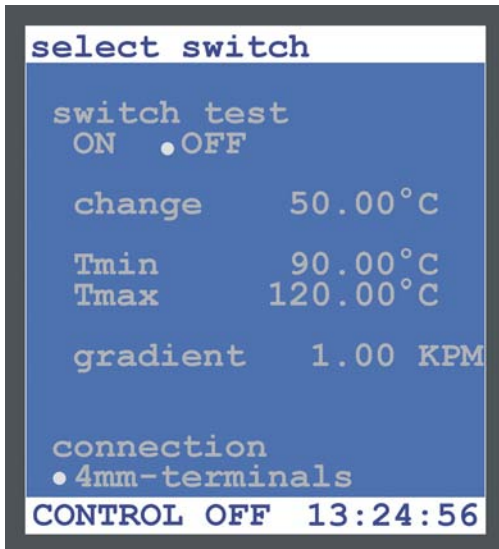 select switch
switch test
ON •OFF
change 50.00°C
Tmin 90.00°C
Tmax 120.00°C
gradient 1.00 KPM
connection
•4mm-terminals
CONTROL OFF 13:24:56